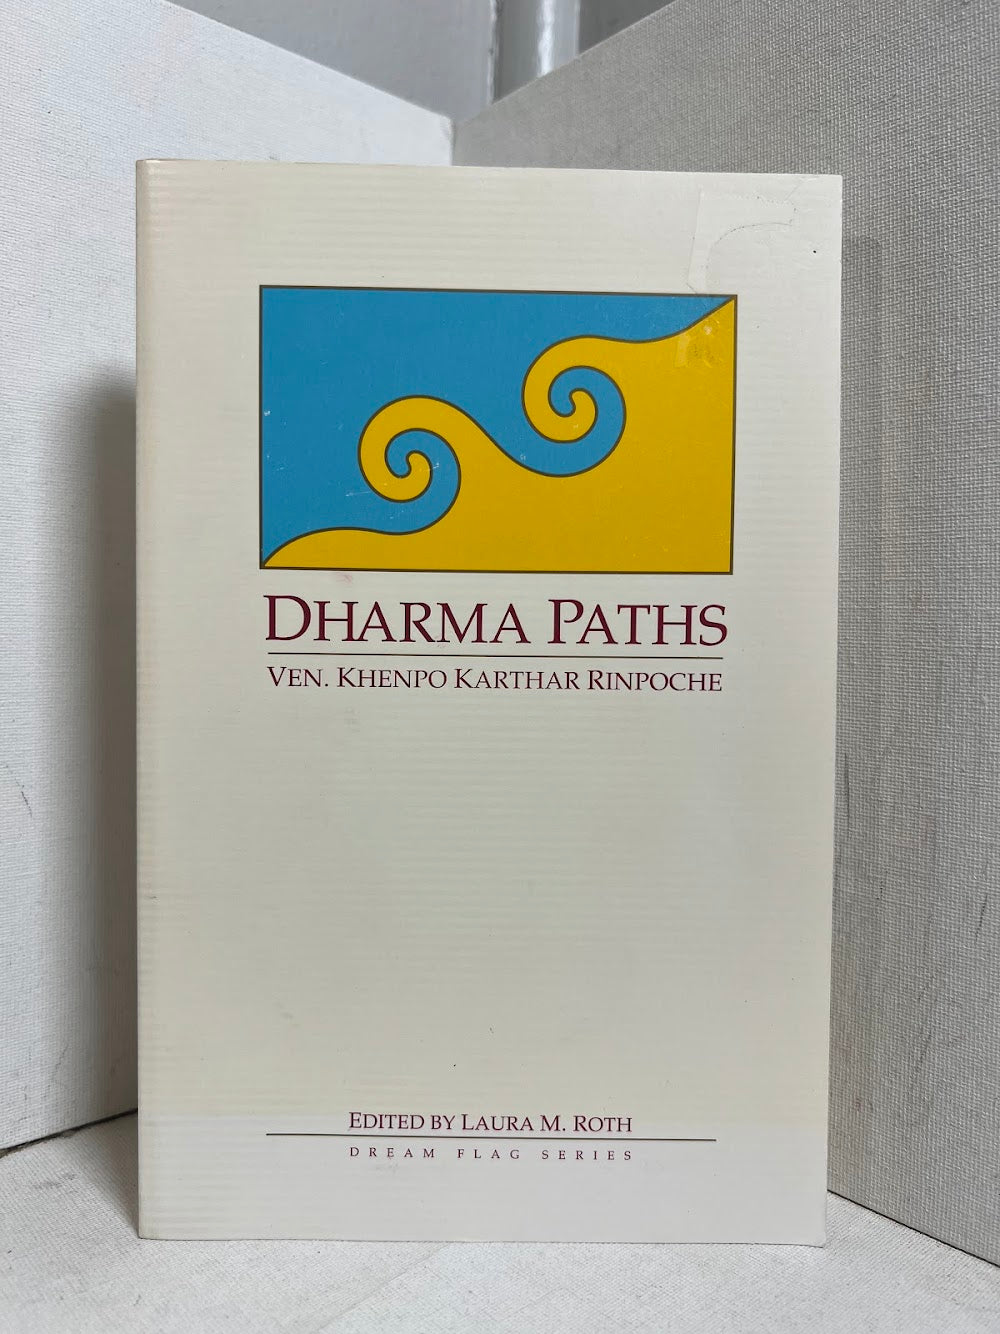 DHARMA PATHS
VEN. KHENPO KARTHAR RINPOCHE
EDITED BY LAURA M. ROTH
DREAM FLAG SERIES